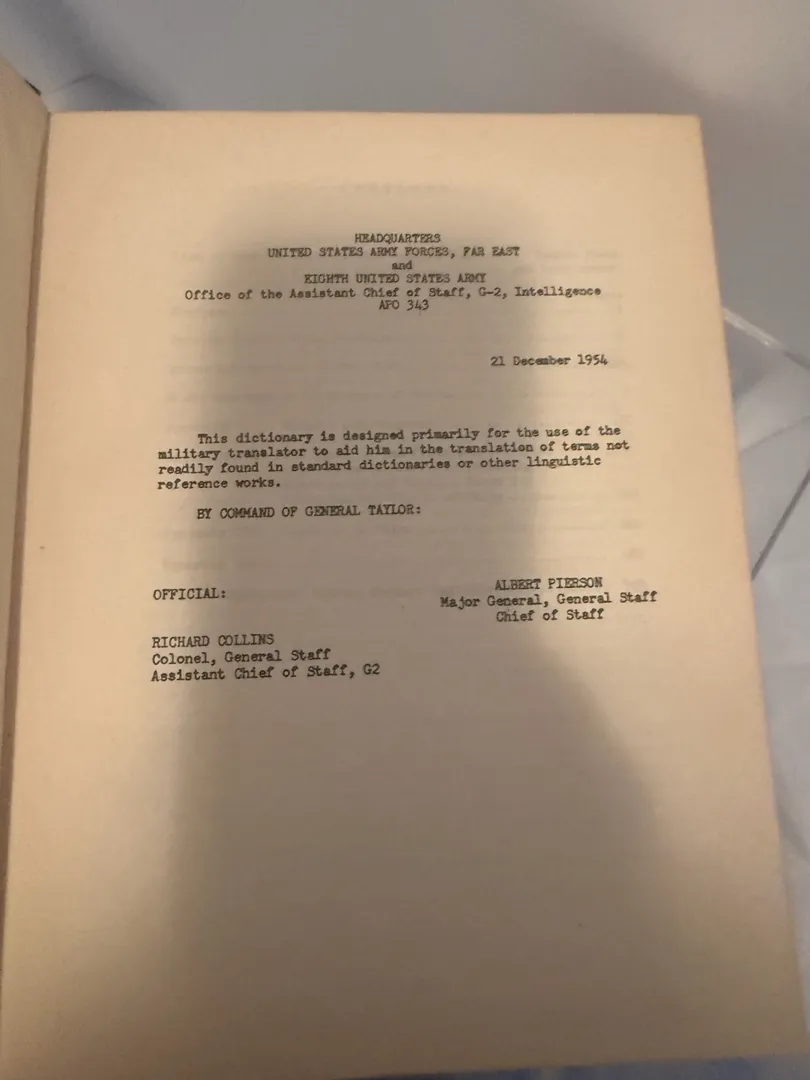 HEADQUARTERS
UNITED STATES ARMY FORCES, FAR EAST
and
EIGHTH UNITED STATES ARMY
Office of the Assistant Chief of Staff, G-2, Intelligence
APO 343
21 December 1954
This dictionary is designed primarily for the use of the
military translator to aid him in the translation of terms not
readily found in standard dictionaries or other linguistic
reference works.
BY COMMAND OF GENERAL TAYLOR:
ALBERT PIERSON
Major General, General Staff
Chief of Staff
OFFICIAL:
RICHARD COLLINS
Colonel, General Staff
Assistant Chief of Staff, G2